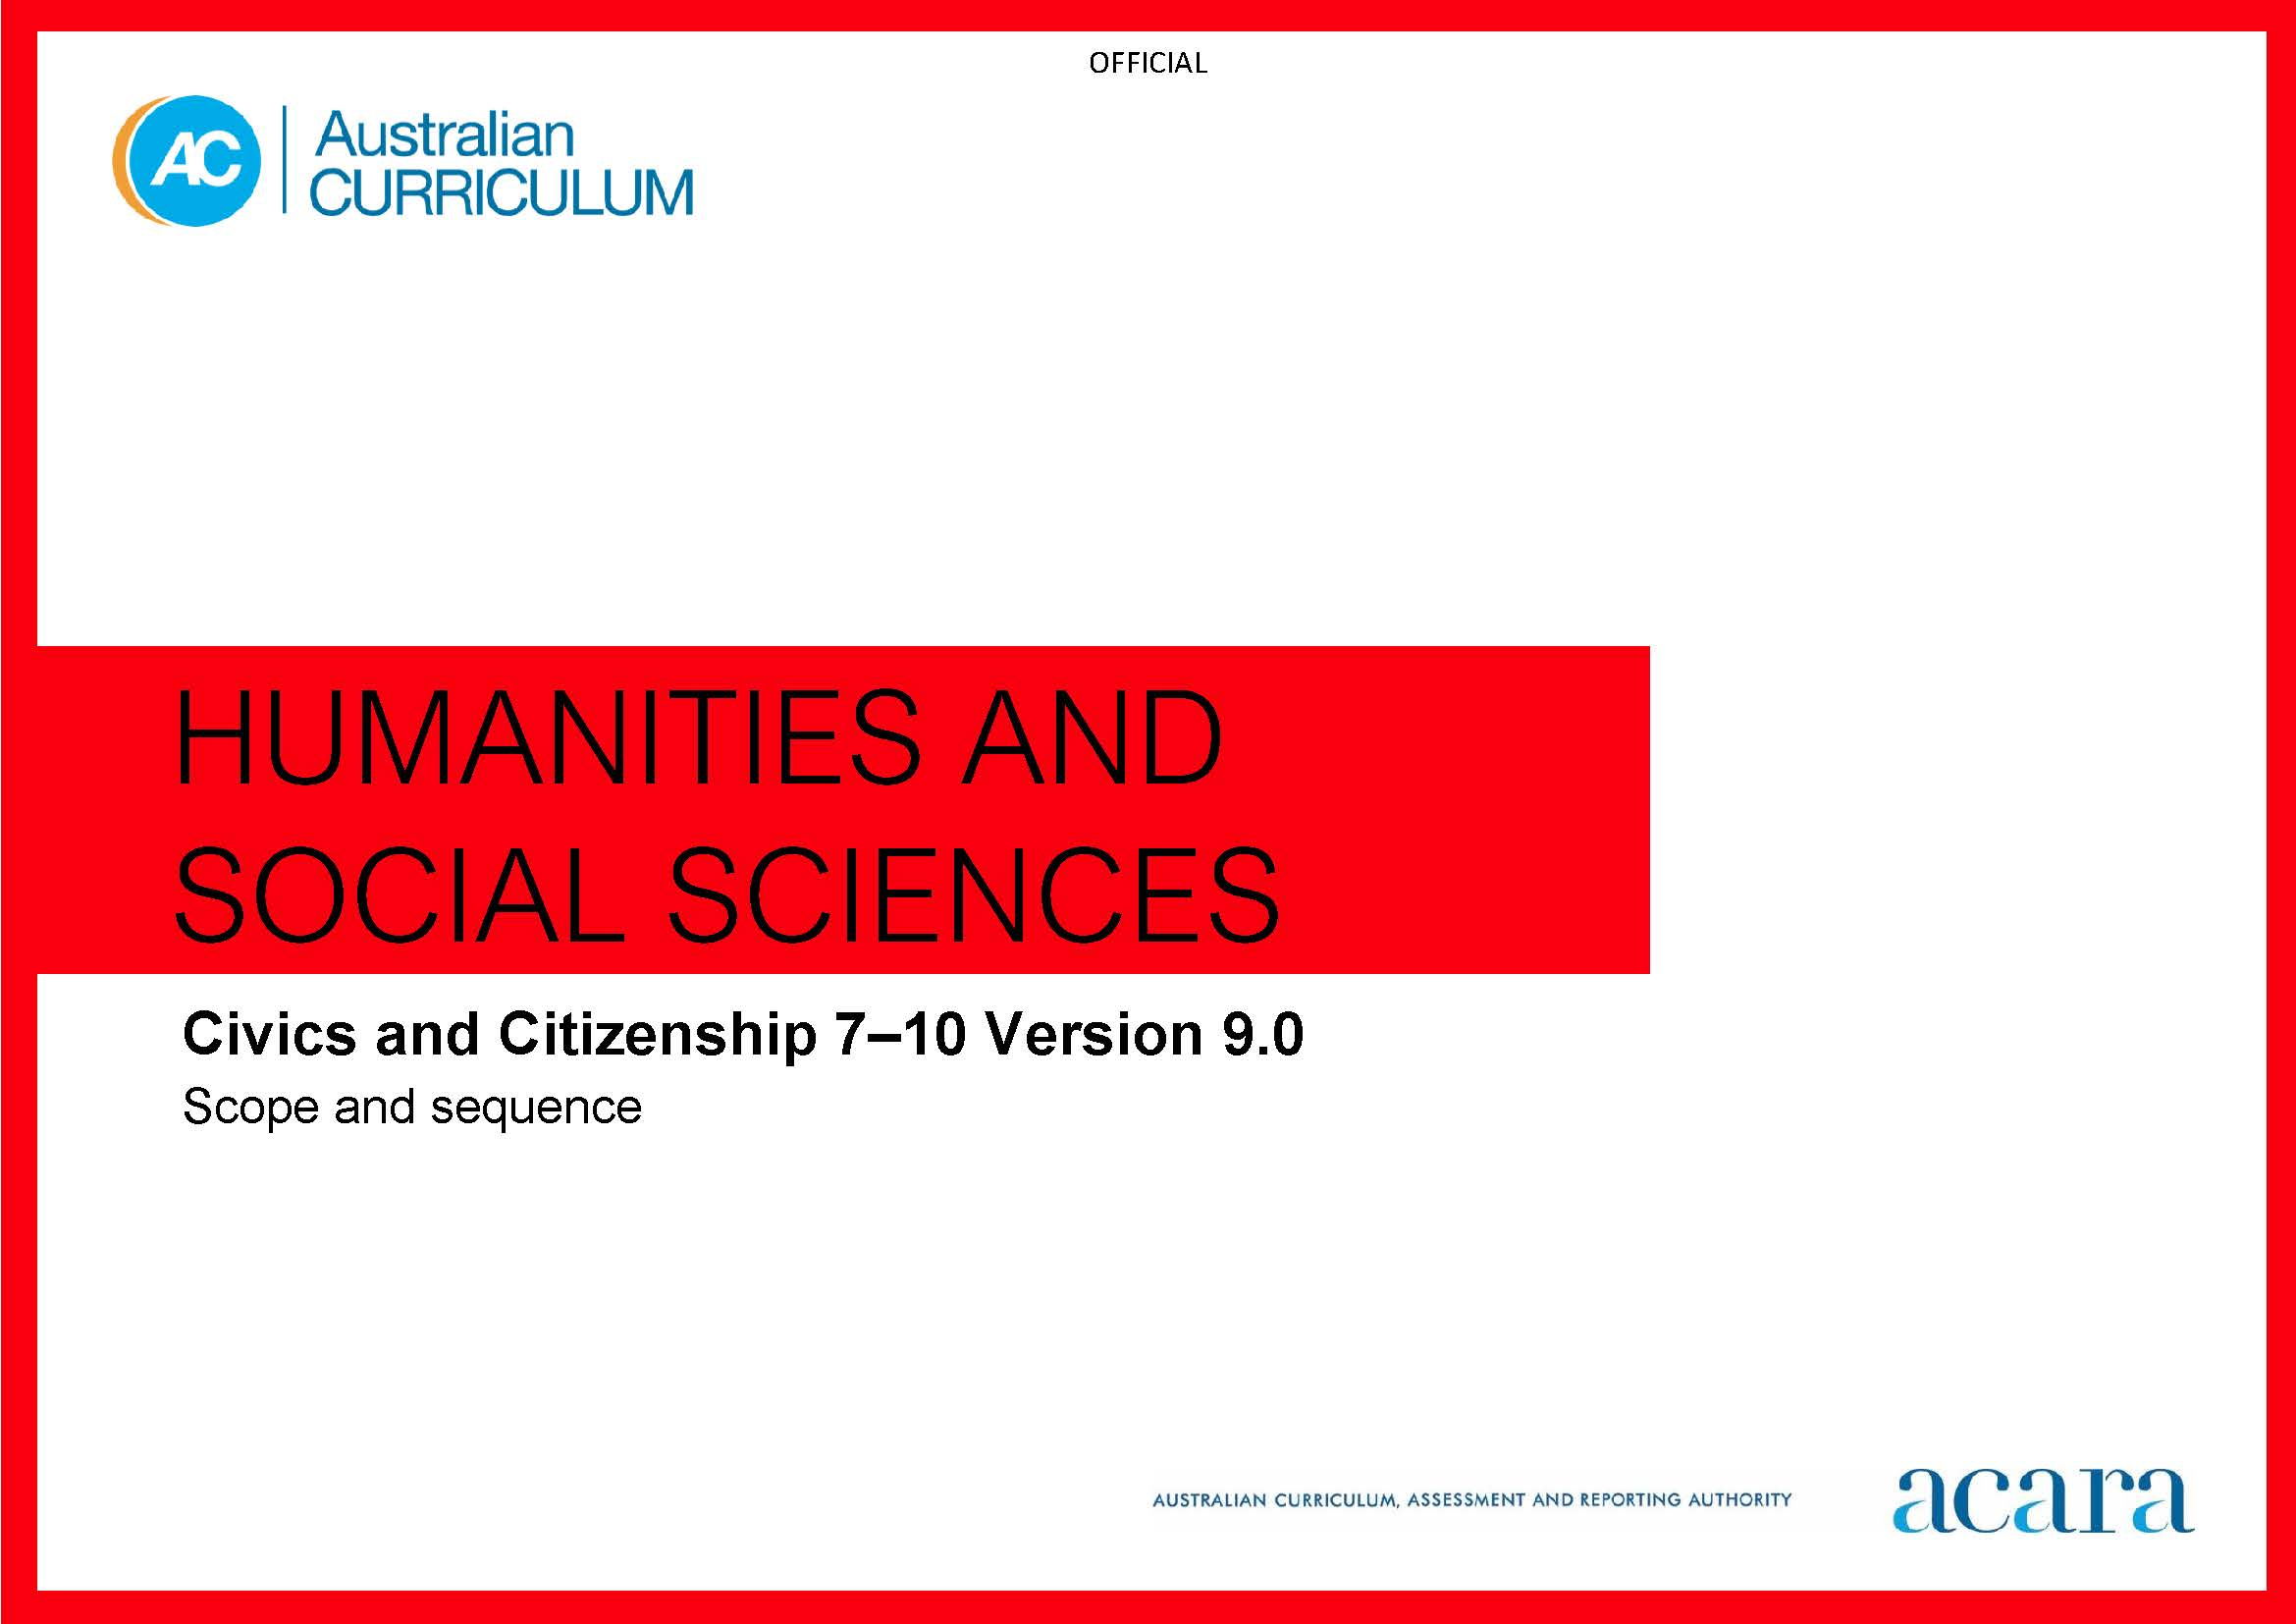 OFFICIAL
AC
Australian
CURRICULUM
HUMANITIES AND
SOCIAL SCIENCES
Civics and Citizenship 7–10 Version 9.0
Scope and sequence
AUSTRALIAN CURRICULUM, ASSESSMENT AND REPORTING AUTHORITY
acara